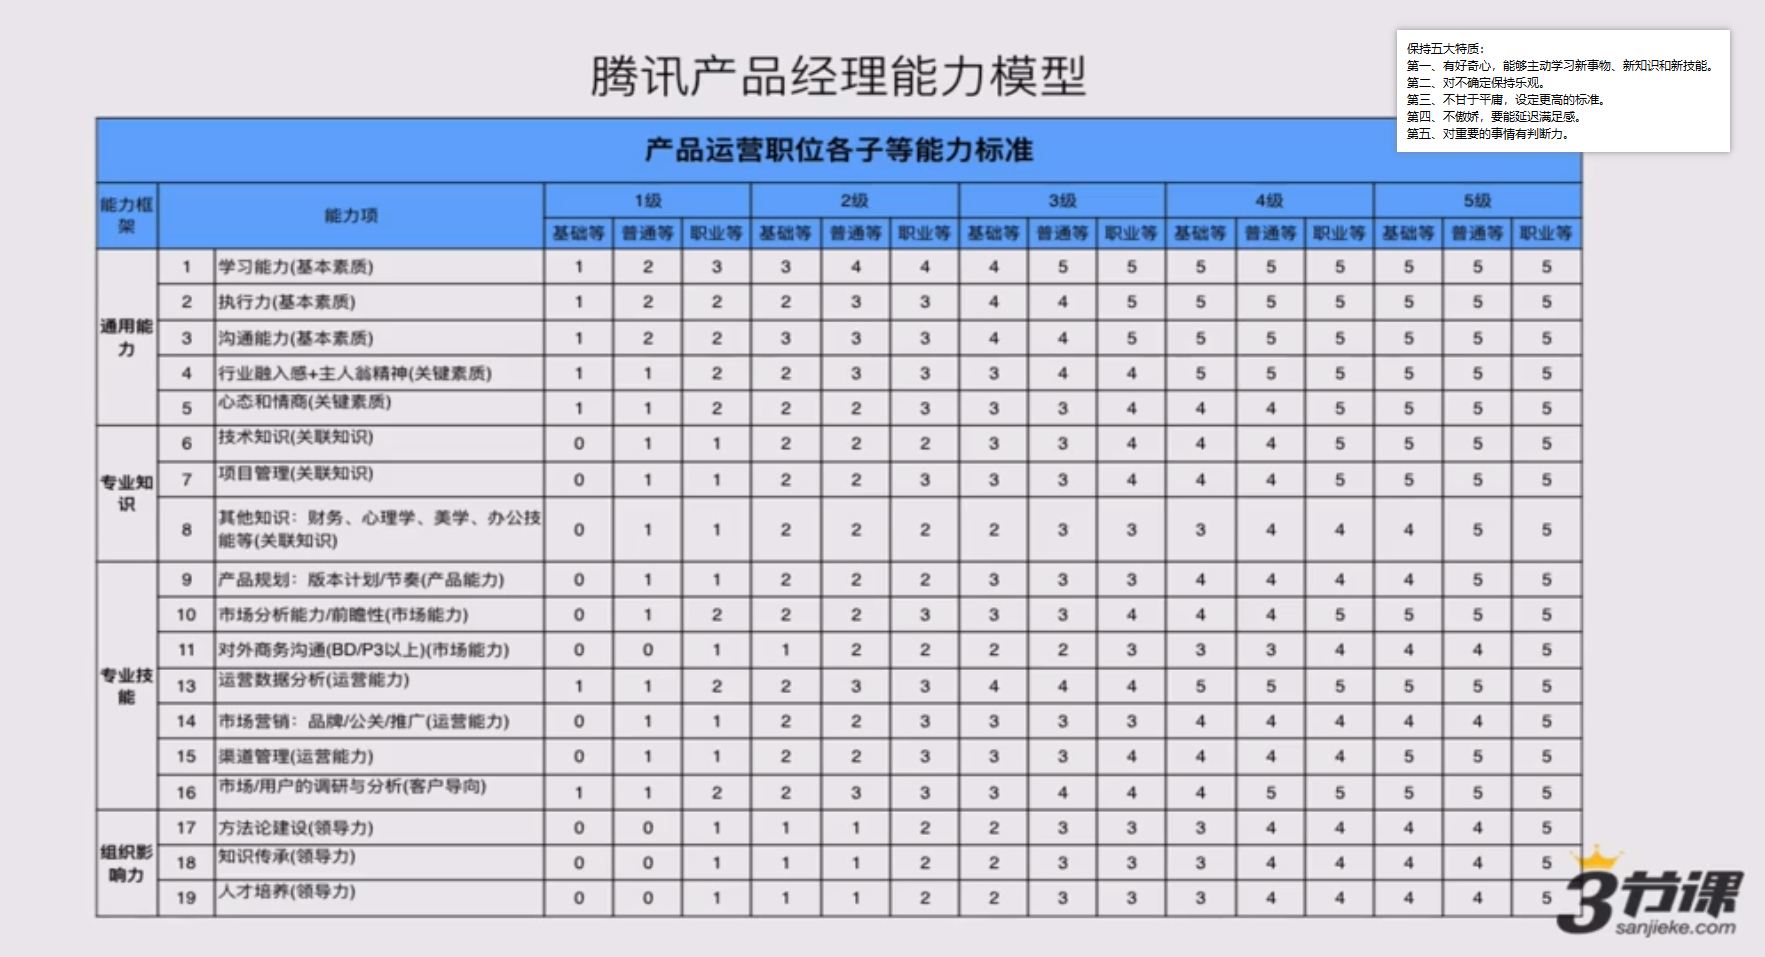 腾讯产品经理能力模型
保持五大特质：
第一、有好奇心，能够主动学习新事物、新知识和新技能。
第二、对不确定保持乐观。
第三、不甘于平庸，设定更高的标准。
第四、不傲娇，要能延迟满足感。
第五、对重要的事情有判断力。
产品运营职位各子等能力标准
能力框架 能力项 1级 2级 3级 4级 5级
基础等 普通等 职业等 基础等 普通等 职业等 基础等 普通等 职业等 基础等 普通等 职业等 基础等 普通等 职业等
通用能力
1 学习能力(基本素质) 1 2 3 3 4 4 4 5 5 5 5 5 5 5 5
2 执行力(基本素质) 1 2 2 2 3 3 4 4 5 5 5 5 5 5 5
3 沟通能力(基本素质) 1 2 2 3 3 3 4 4 5 5 5 5 5 5 5
4 行业融入感+主人翁精神(关键素质) 1 1 2 2 3 3 3 4 4 5 5 5 5 5 5
5 心态和情商(关键素质) 1 1 2 2 2 3 3 3 4 4 4 5 5 5 5
专业知识
6 技术知识(关联知识) 0 1 1 2 2 2 3 3 4 4 4 5 5 5 5
7 项目管理(关联知识) 0 1 1 2 2 3 3 3 4 4 4 5 5 5 5
8 其他知识：财务、心理学、美学、办公技
能等(关联知识) 0 1 1 2 2 2 2 3 3 3 4 4 4 5 5
专业技能
9 产品规划：版本计划/节奏(产品能力) 0 1 1 2 2 2 3 3 3 4 4 4 4 5 5
10 市场分析能力/前瞻性(市场能力) 0 1 2 2 2 3 3 3 4 4 4 5 5 5 5
11 对外商务沟通(BD/P3以上)(市场能力) 0 0 1 1 2 2 2 2 3 3 3 4 4 4 5
13 运营数据分析(运营能力) 1 1 2 2 3 3 4 4 4 5 5 5 5 5 5
14 市场营销：品牌/公关/推广(运营能力) 0 1 1 2 2 3 3 3 3 4 4 4 4 4 5
15 渠道管理(运营能力) 0 1 1 2 2 3 3 3 4 4 4 4 5 5 5
16 市场/用户的调研与分析(客户导向) 1 1 2 2 3 3 3 4 4 4 5 5 5 5 5
组织影响力
17 方法论建设(领导力) 0 0 1 1 1 2 2 3 3 3 4 4 4 4 5
18 知识传承(领导力) 0 0 1 1 1 2 2 3 3 3 4 4 4 4 5
19 人才培养(领导力) 0 0 1 1 1 2 2 3 3 3 4 4 4 4 5
3节课
sanjieke.com